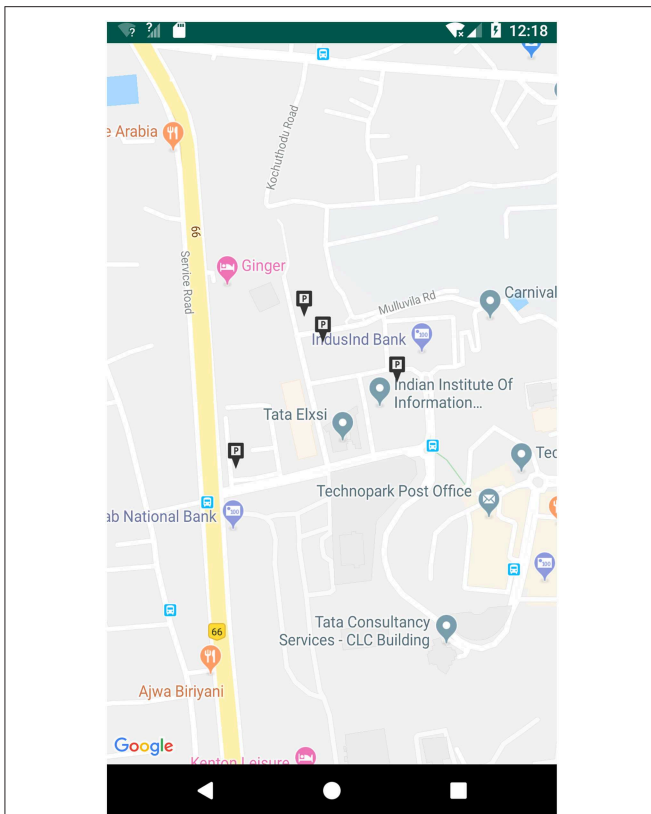 12:18
e Arabia
Kochuthodu Road
66
Service Road
Ginger
P
Carnival
Mulluvila Rd
P
IndusInd Bank
P
Indian Institute Of
Information...
Tata Elxsi
P
Tec
Technopark Post Office
ab National Bank
66
Tata Consultancy
Services - CLC Building
Ajwa Biriyani
Google
Kenton Leisure